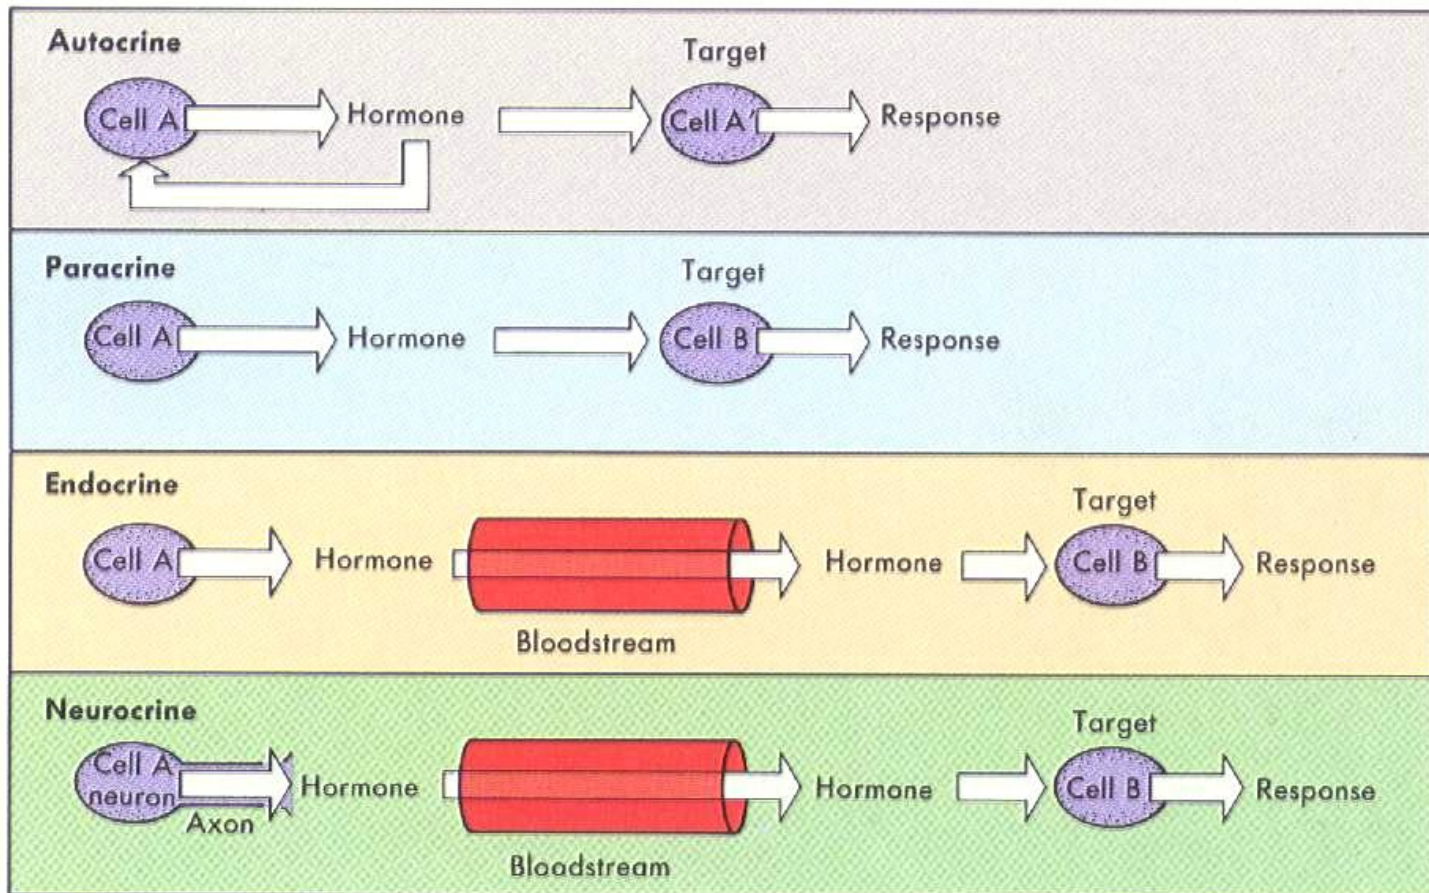 Autocrine
Target
Cell A Hormone Cell A′ Response
Paracrine
Target
Cell A Hormone Cell B Response
Endocrine
Target
Cell A Hormone Hormone Cell B Response
Bloodstream
Neurocrine
Target
Cell A
neuron Hormone Hormone Cell B Response
Axon
Bloodstream